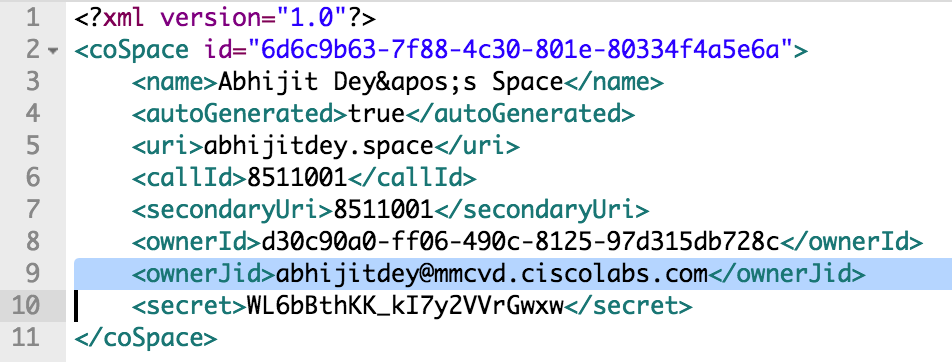 1 <?xml version="1.0"?>
2 <coSpace id="6d6c9b63-7f88-4c30-801e-80334f4a5e6a">
3 <name>Abhijit Dey&apos;s Space</name>
4 <autoGenerated>true</autoGenerated>
5 <uri>abhijitdey.space</uri>
6 <callId>8511001</callId>
7 <secondaryUri>8511001</secondaryUri>
8 <ownerId>d30c90a0-ff06-490c-8125-97d315db728c</ownerId>
9 <ownerJid>abhijitdey@mmcvd.ciscolabs.com</ownerJid>
10 <secret>WL6bBthKK_kI7y2VVrGwxw</secret>
11 </coSpace>